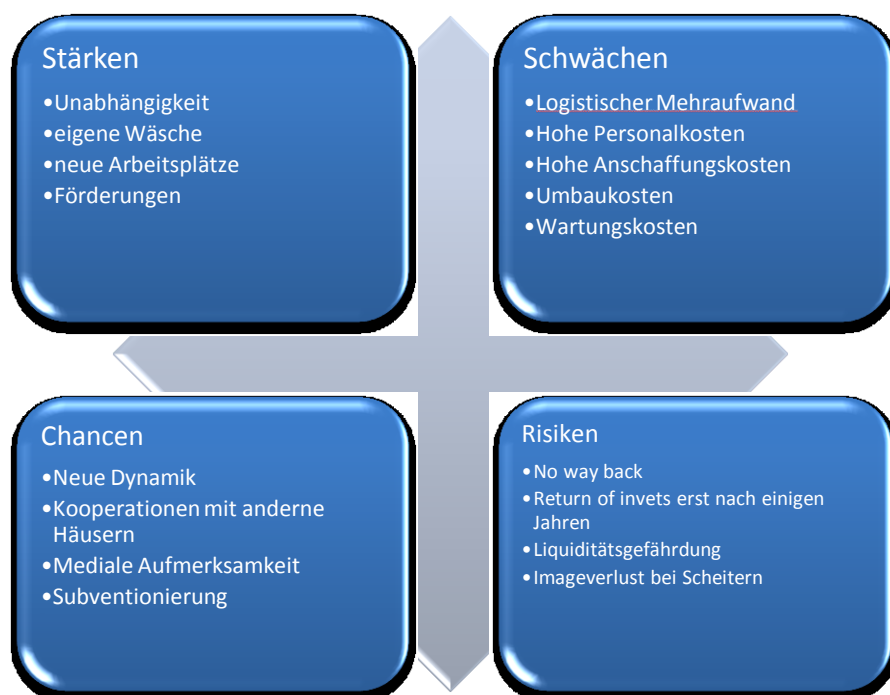 Stärken
•Unabhängigkeit
•eigene Wäsche
•neue Arbeitsplätze
•Förderungen
Schwächen
•Logistischer Mehraufwand
•Hohe Personalkosten
•Hohe Anschaffungskosten
•Umbaukosten
•Wartungskosten
Chancen
•Neue Dynamik
•Kooperationen mit anderne
Häusern
•Mediale Aufmerksamkeit
•Subventionierung
Risiken
•No way back
•Return of invets erst nach einigen
Jahren
•Liquiditätsgefährdung
•Imageverlust bei Scheitern